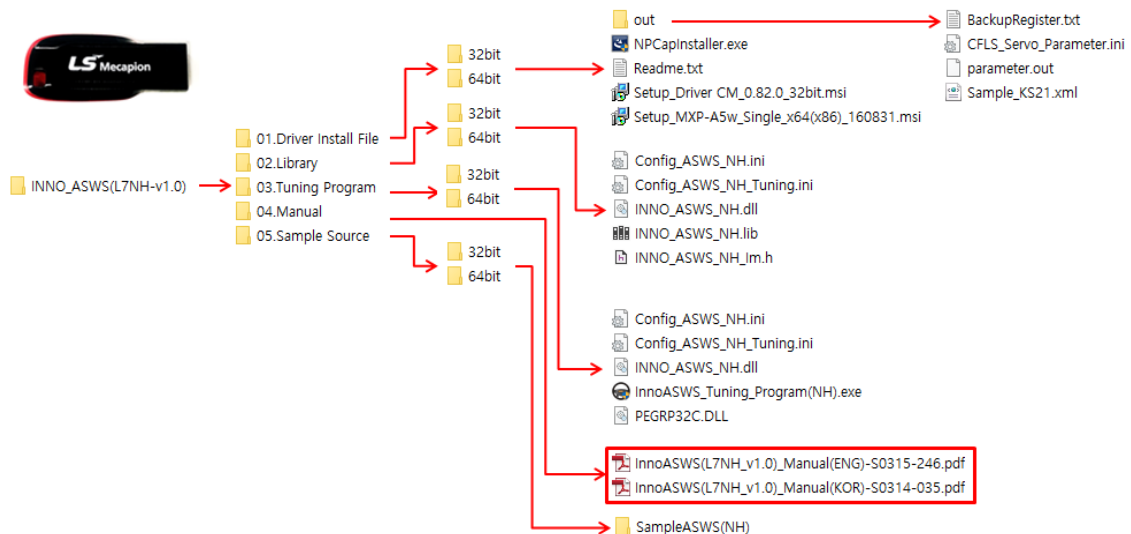 LS Mecapion
INNO_ASWS(L7NH-v1.0)
01.Driver Install File
02.Library
03.Tuning Program
04.Manual
05.Sample Source
32bit
64bit
32bit
64bit
32bit
64bit
32bit
64bit
out
NPCapInstaller.exe
Readme.txt
Setup_Driver CM_0.82.0_32bit.msi
Setup_MXP-A5w_Single_x64(x86)_160831.msi
BackupRegister.txt
CFLS_Servo_Parameter.ini
parameter.out
Sample_KS21.xml
Config_ASWS_NH.ini
Config_ASWS_NH_Tuning.ini
INNO_ASWS_NH.dll
INNO_ASWS_NH.lib
INNO_ASWS_NH_Im.h
Config_ASWS_NH.ini
Config_ASWS_NH_Tuning.ini
INNO_ASWS_NH.dll
InnoASWS_Tuning_Program(NH).exe
PEGRP32C.DLL
InnoASWS(L7NH_v1.0)_Manual(ENG)-S0315-246.pdf
InnoASWS(L7NH_v1.0)_Manual(KOR)-S0314-035.pdf
SampleASWS(NH)